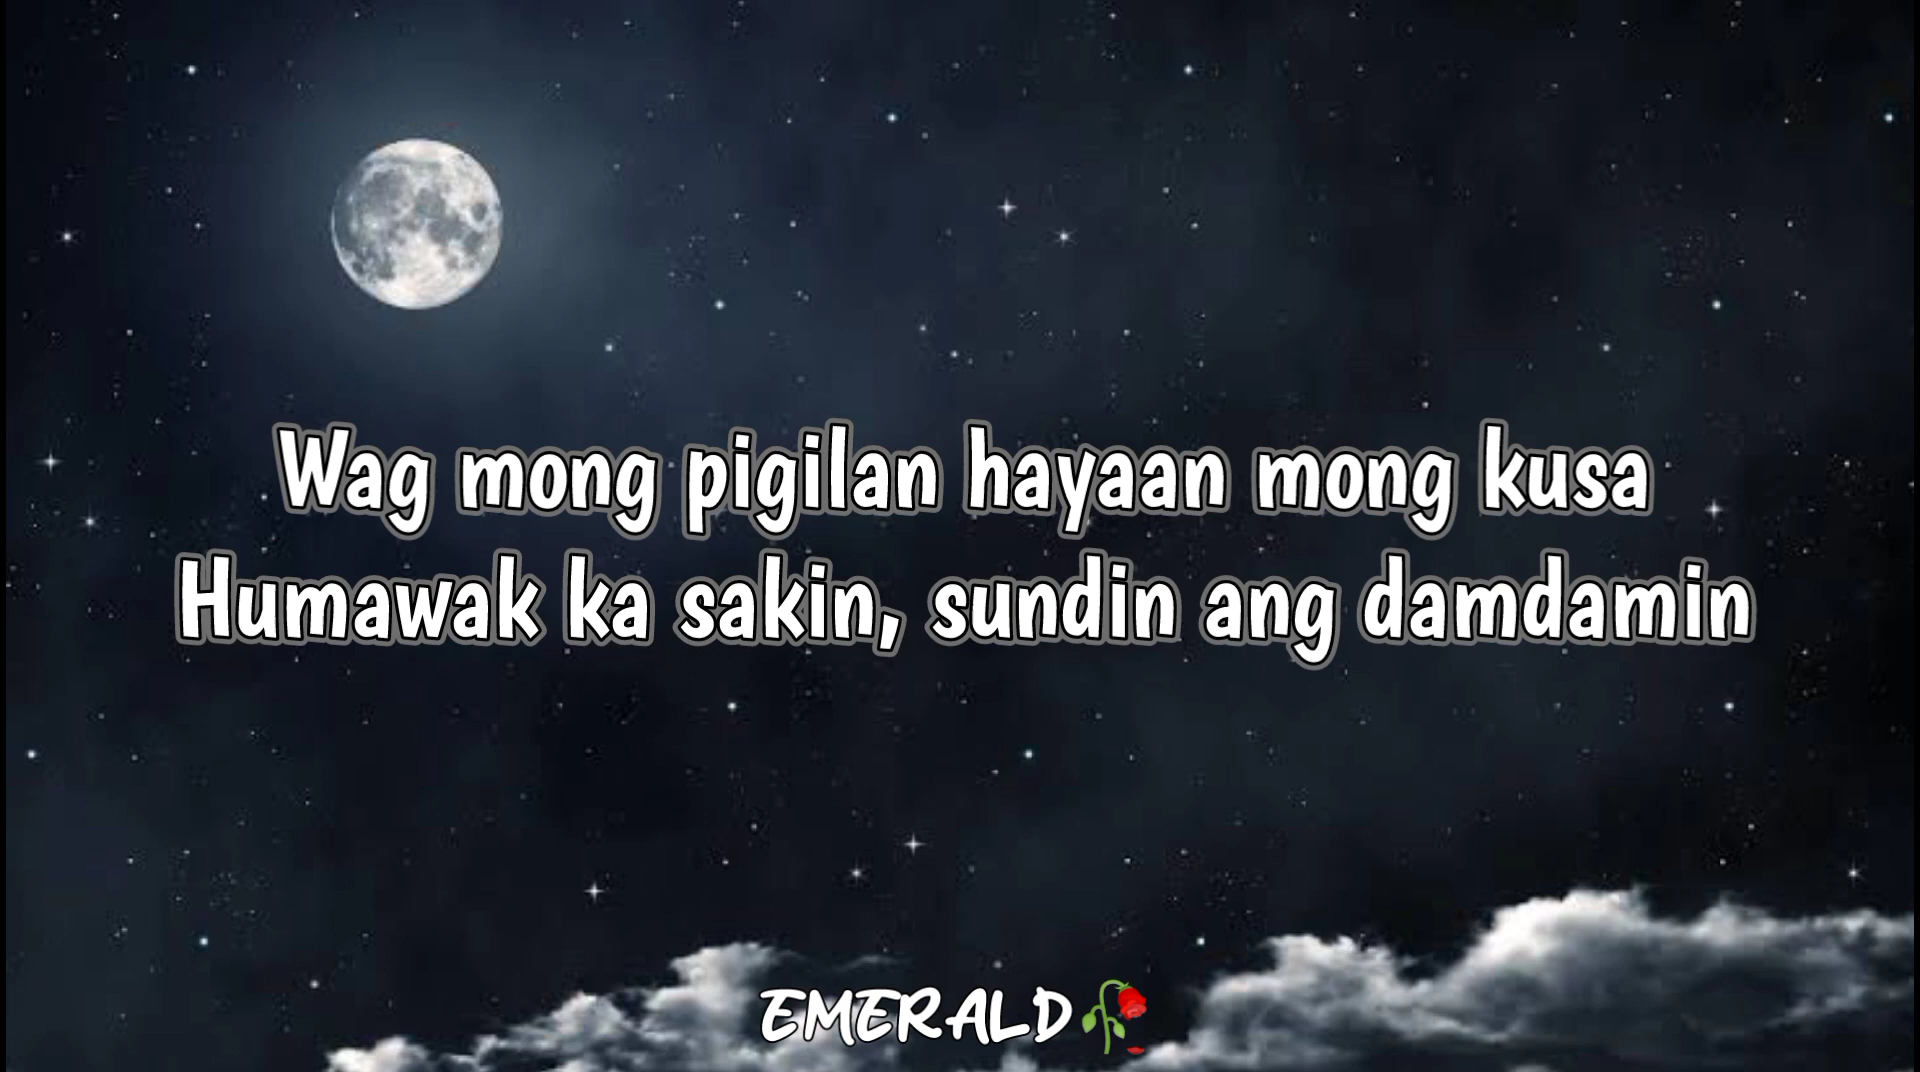 Wag mong pigilan hayaan mong kusa
Humawak ka sakin, sundin ang damdamin
EMERALD🥀